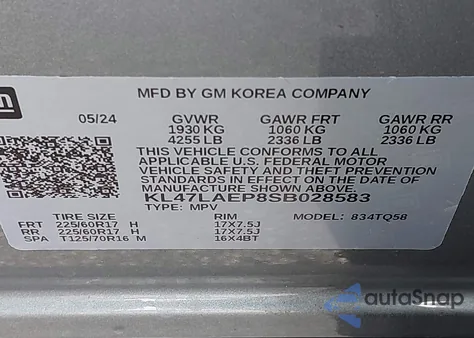 gm
MFD BY GM KOREA COMPANY
05/24 GVWR GAWR FRT GAWR RR
1930 KG 1060 KG 1060 KG
4255 LB 2336 LB 2336 LB
THIS VEHICLE CONFORMS TO ALL
APPLICABLE U.S. FEDERAL MOTOR
VEHICLE SAFETY AND THEFT PREVENTION
STANDARDS IN EFFECT ON THE DATE OF
MANUFACTURE SHOWN ABOVE.
KL47LAEP8SB028583
TYPE: MPV MODEL: 834TQ58
TIRE SIZE RIM
FRT 225/60R17 H 17X7.5J
RR 225/60R17 H 17X7.5J
SPA T125/70R16 M 16X4BT
autoSnap